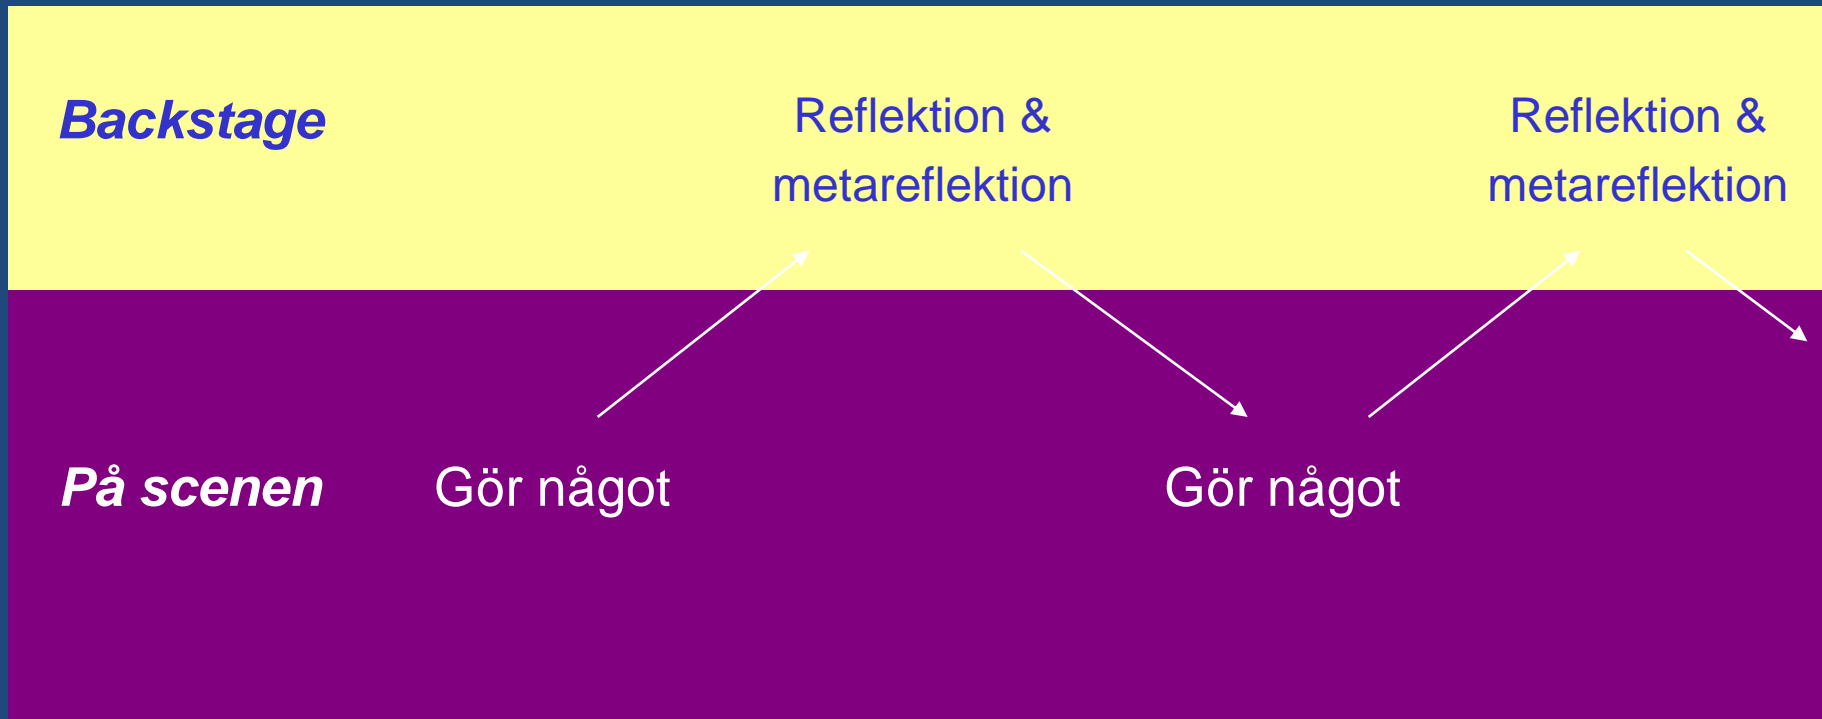 Backstage
Reflektion &
metareflektion
Reflektion &
metareflektion
På scenen
Gör något
Gör något